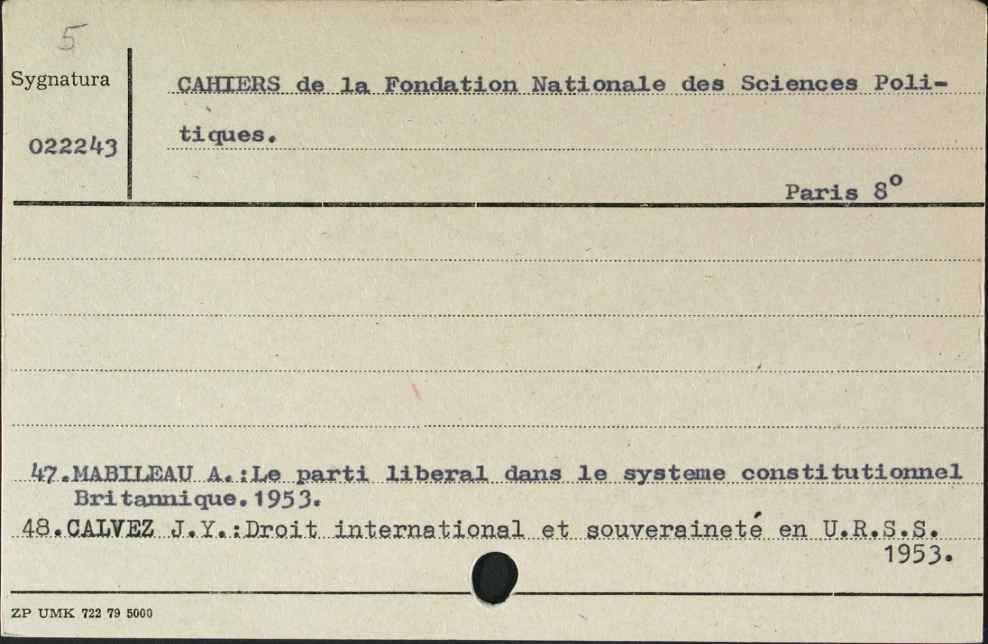 5
Sygnatura
CAHIERS de la Fondation Nationale des Sciences Poli-
022243
tiques.
Paris 8°
47.MABILEAU A.:Le parti liberal dans le systeme constitutionnel
Britannique.1953.
48.CALVEZ J.Y.:Droit international et souveraineté en U.R.S.S.
1953.
ZP UMK 722 79 5000